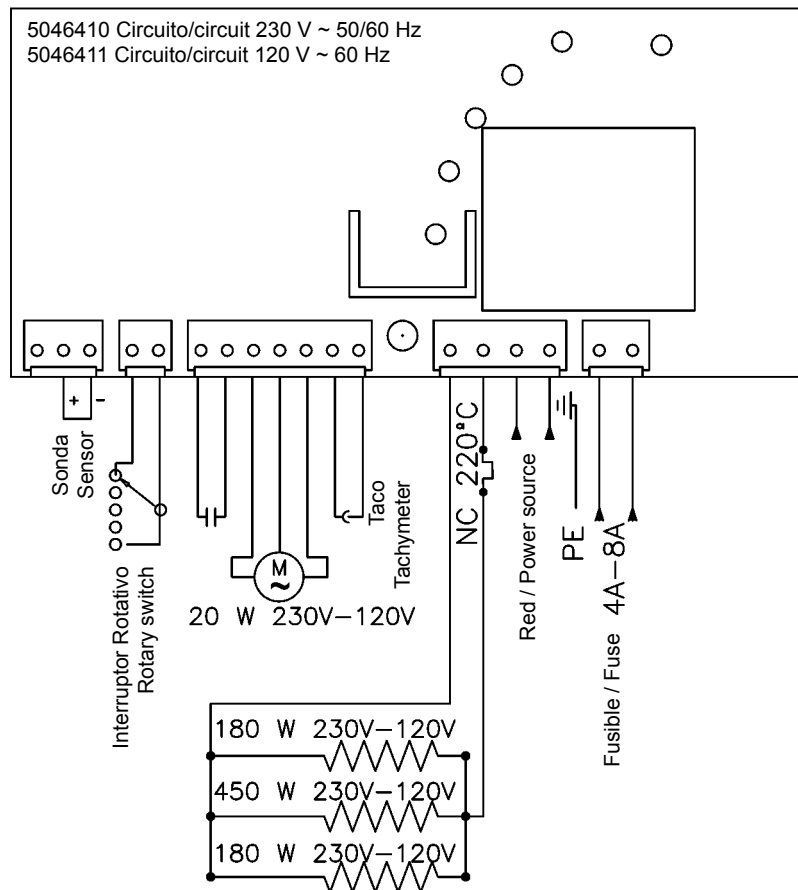 5046410 Circuito/circuit 230 V ~ 50/60 Hz
5046411 Circuito/circuit 120 V ~ 60 Hz
+ -
Sonda
Sensor
Interruptor Rotativo
Rotary switch
M
~
20 W 230V-120V
Taco
Tachymeter
NC 220°C
Red / Power source
PE
Fusible / Fuse 4A-8A
180 W 230V-120V
450 W 230V-120V
180 W 230V-120V